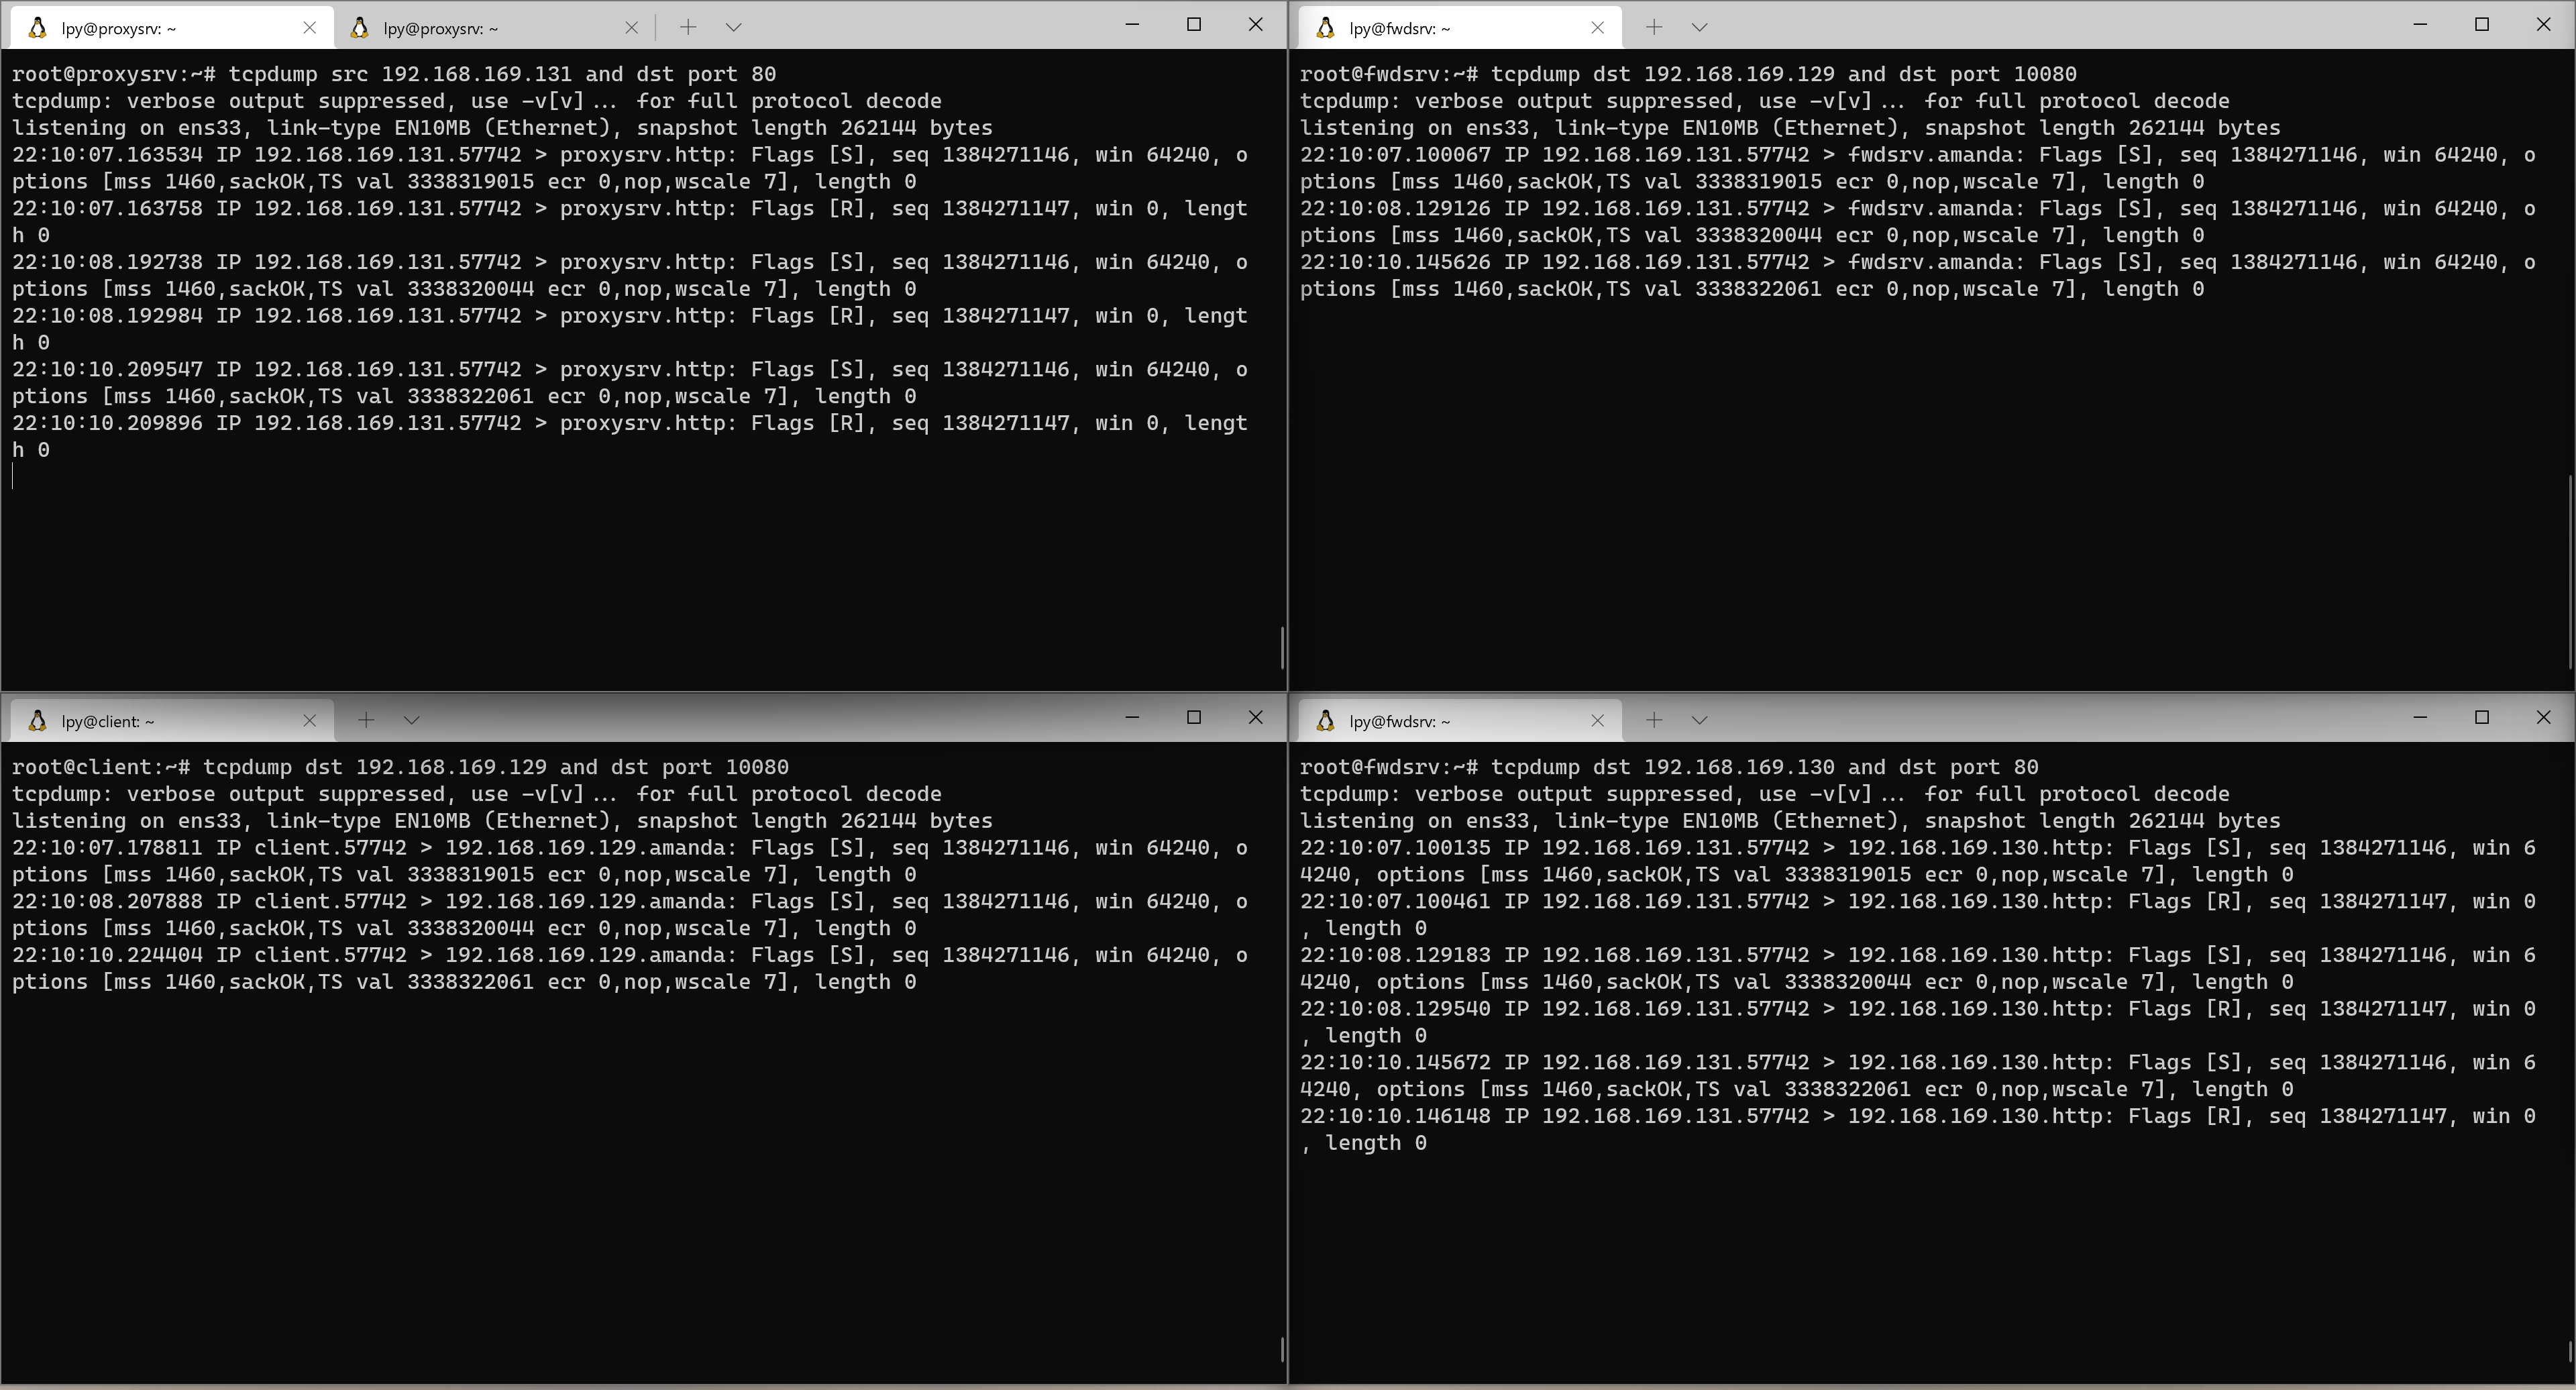 lpy@proxysrv: ~
lpy@proxysrv: ~
root@proxysrv:~# tcpdump src 192.168.169.131 and dst port 80
tcpdump: verbose output suppressed, use -v[v]... for full protocol decode
listening on ens33, link-type EN10MB (Ethernet), snapshot length 262144 bytes
22:10:07.163534 IP 192.168.169.131.57742 > proxysrv.http: Flags [S], seq 1384271146, win 64240, o
ptions [mss 1460,sackOK,TS val 3338319015 ecr 0,nop,wscale 7], length 0
22:10:07.163758 IP 192.168.169.131.57742 > proxysrv.http: Flags [R], seq 1384271147, win 0, lengt
h 0
22:10:08.192738 IP 192.168.169.131.57742 > proxysrv.http: Flags [S], seq 1384271146, win 64240, o
ptions [mss 1460,sackOK,TS val 3338320044 ecr 0,nop,wscale 7], length 0
22:10:08.192984 IP 192.168.169.131.57742 > proxysrv.http: Flags [R], seq 1384271147, win 0, lengt
h 0
22:10:10.209547 IP 192.168.169.131.57742 > proxysrv.http: Flags [S], seq 1384271146, win 64240, o
ptions [mss 1460,sackOK,TS val 3338322061 ecr 0,nop,wscale 7], length 0
22:10:10.209896 IP 192.168.169.131.57742 > proxysrv.http: Flags [R], seq 1384271147, win 0, lengt
h 0
lpy@fwdsrv: ~
root@fwdsrv:~# tcpdump dst 192.168.169.129 and dst port 10080
tcpdump: verbose output suppressed, use -v[v]... for full protocol decode
listening on ens33, link-type EN10MB (Ethernet), snapshot length 262144 bytes
22:10:07.100067 IP 192.168.169.131.57742 > fwdsrv.amanda: Flags [S], seq 1384271146, win 64240, o
ptions [mss 1460,sackOK,TS val 3338319015 ecr 0,nop,wscale 7], length 0
22:10:08.129126 IP 192.168.169.131.57742 > fwdsrv.amanda: Flags [S], seq 1384271146, win 64240, o
ptions [mss 1460,sackOK,TS val 3338320044 ecr 0,nop,wscale 7], length 0
22:10:10.145626 IP 192.168.169.131.57742 > fwdsrv.amanda: Flags [S], seq 1384271146, win 64240, o
ptions [mss 1460,sackOK,TS val 3338322061 ecr 0,nop,wscale 7], length 0
lpy@client: ~
root@client:~# tcpdump dst 192.168.169.129 and dst port 10080
tcpdump: verbose output suppressed, use -v[v]... for full protocol decode
listening on ens33, link-type EN10MB (Ethernet), snapshot length 262144 bytes
22:10:07.178811 IP client.57742 > 192.168.169.129.amanda: Flags [S], seq 1384271146, win 64240, o
ptions [mss 1460,sackOK,TS val 3338319015 ecr 0,nop,wscale 7], length 0
22:10:08.207888 IP client.57742 > 192.168.169.129.amanda: Flags [S], seq 1384271146, win 64240, o
ptions [mss 1460,sackOK,TS val 3338320044 ecr 0,nop,wscale 7], length 0
22:10:10.224404 IP client.57742 > 192.168.169.129.amanda: Flags [S], seq 1384271146, win 64240, o
ptions [mss 1460,sackOK,TS val 3338322061 ecr 0,nop,wscale 7], length 0
lpy@fwdsrv: ~
root@fwdsrv:~# tcpdump dst 192.168.169.130 and dst port 80
tcpdump: verbose output suppressed, use -v[v]... for full protocol decode
listening on ens33, link-type EN10MB (Ethernet), snapshot length 262144 bytes
22:10:07.100135 IP 192.168.169.131.57742 > 192.168.169.130.http: Flags [S], seq 1384271146, win 6
4240, options [mss 1460,sackOK,TS val 3338319015 ecr 0,nop,wscale 7], length 0
22:10:07.100461 IP 192.168.169.131.57742 > 192.168.169.130.http: Flags [R], seq 1384271147, win 0
, length 0
22:10:08.129183 IP 192.168.169.131.57742 > 192.168.169.130.http: Flags [S], seq 1384271146, win 6
4240, options [mss 1460,sackOK,TS val 3338320044 ecr 0,nop,wscale 7], length 0
22:10:08.129540 IP 192.168.169.131.57742 > 192.168.169.130.http: Flags [R], seq 1384271147, win 0
, length 0
22:10:10.145672 IP 192.168.169.131.57742 > 192.168.169.130.http: Flags [S], seq 1384271146, win 6
4240, options [mss 1460,sackOK,TS val 3338322061 ecr 0,nop,wscale 7], length 0
22:10:10.146148 IP 192.168.169.131.57742 > 192.168.169.130.http: Flags [R], seq 1384271147, win 0
, length 0